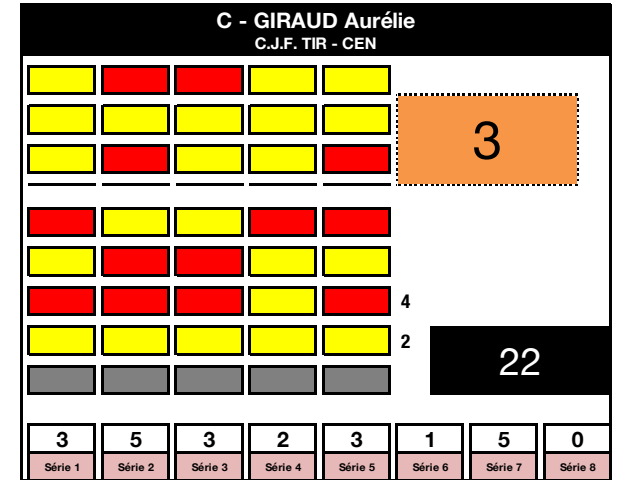 C - GIRAUD Aurélie
C.J.F. TIR - CEN
3
4
2
22
3 5 3 2 3 1 5 0
Série 1 Série 2 Série 3 Série 4 Série 5 Série 6 Série 7 Série 8